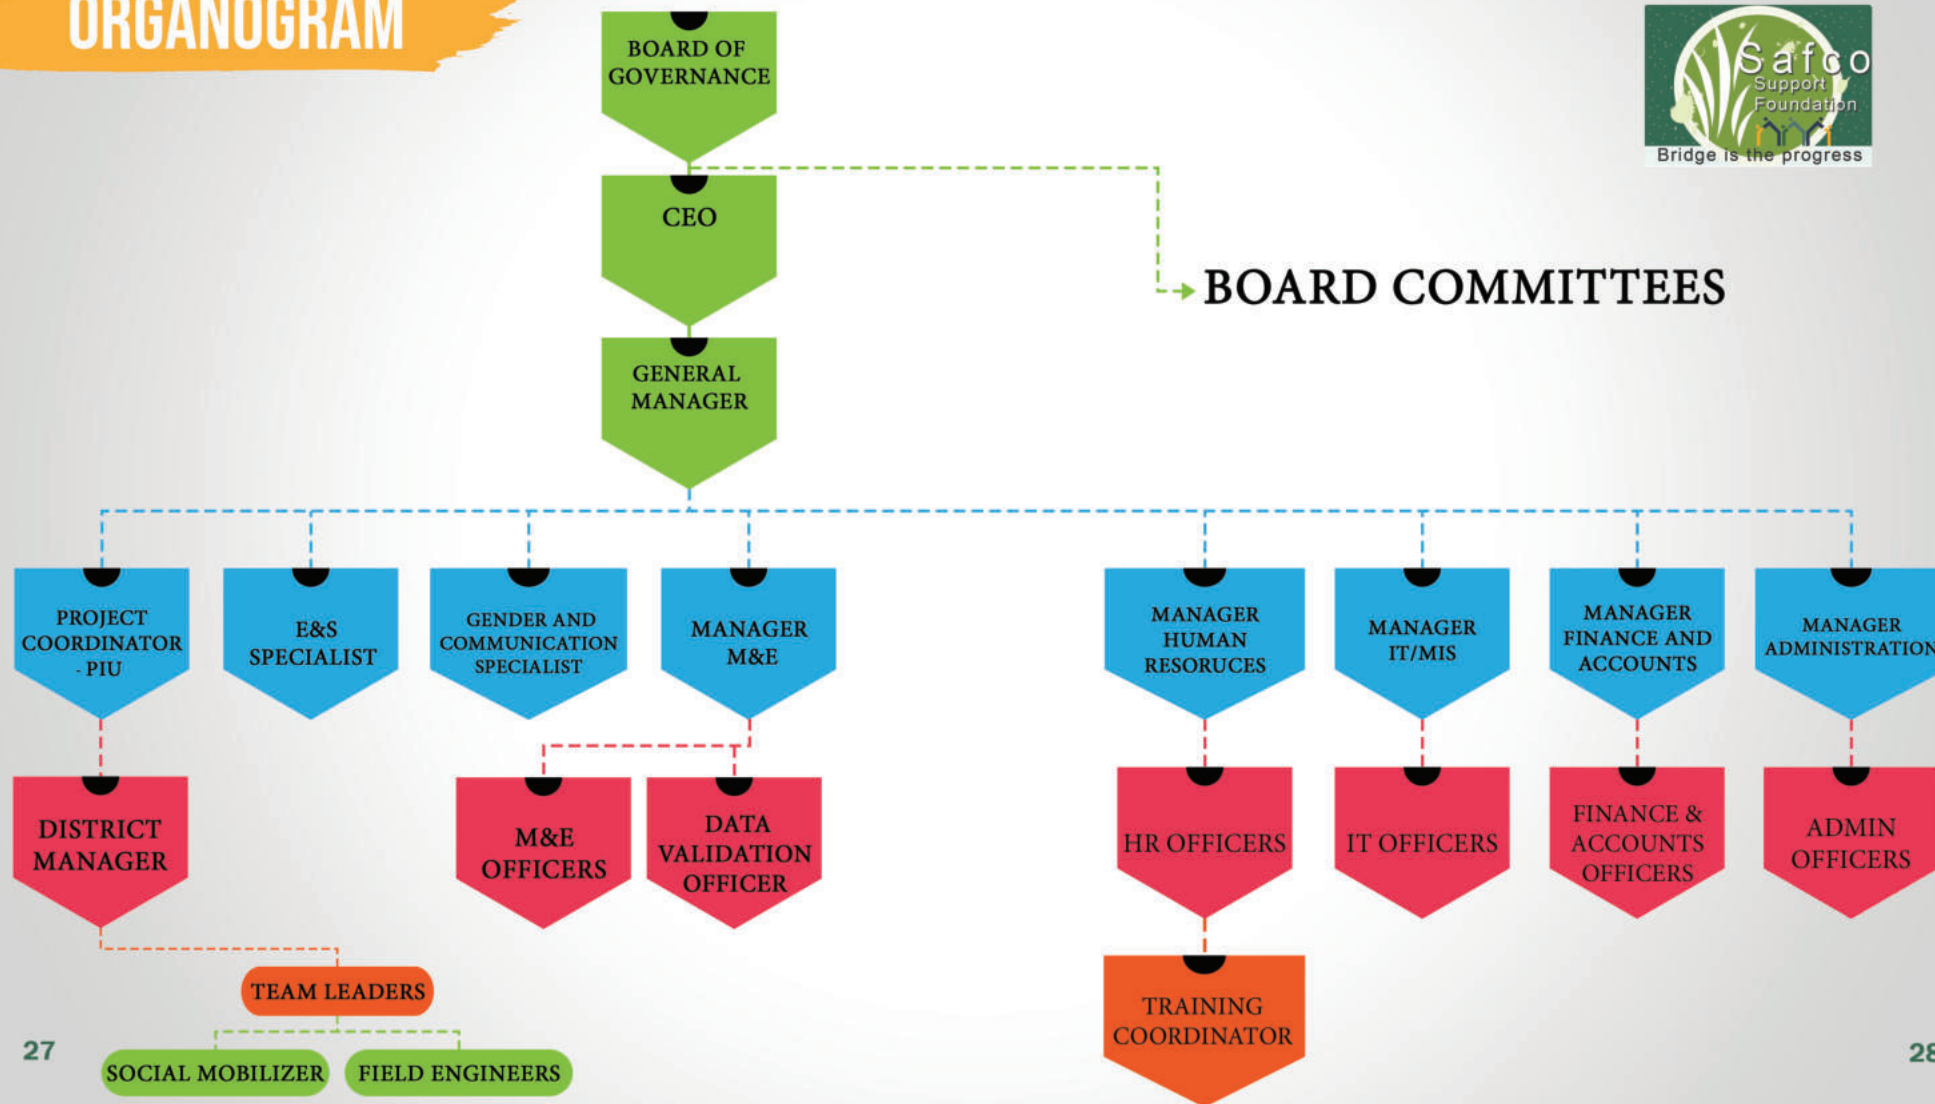 ORGANOGRAM
BOARD OF
GOVERNANCE
Safco
Support
Foundation
Bridge is the progress
CEO
BOARD COMMITTEES
GENERAL
MANAGER
PROJECT
COORDINATOR
- PIU
E&S
SPECIALIST
GENDER AND
COMMUNICATION
SPECIALIST
MANAGER
M&E
MANAGER
HUMAN
RESORUCES
MANAGER
IT/MIS
MANAGER
FINANCE AND
ACCOUNTS
MANAGER
ADMINISTRATION
DISTRICT
MANAGER
M&E
OFFICERS
DATA
VALIDATION
OFFICER
HR OFFICERS
IT OFFICERS
FINANCE &
ACCOUNTS
OFFICERS
ADMIN
OFFICERS
TEAM LEADERS
TRAINING
COORDINATOR
SOCIAL MOBILIZER
FIELD ENGINEERS
27
28